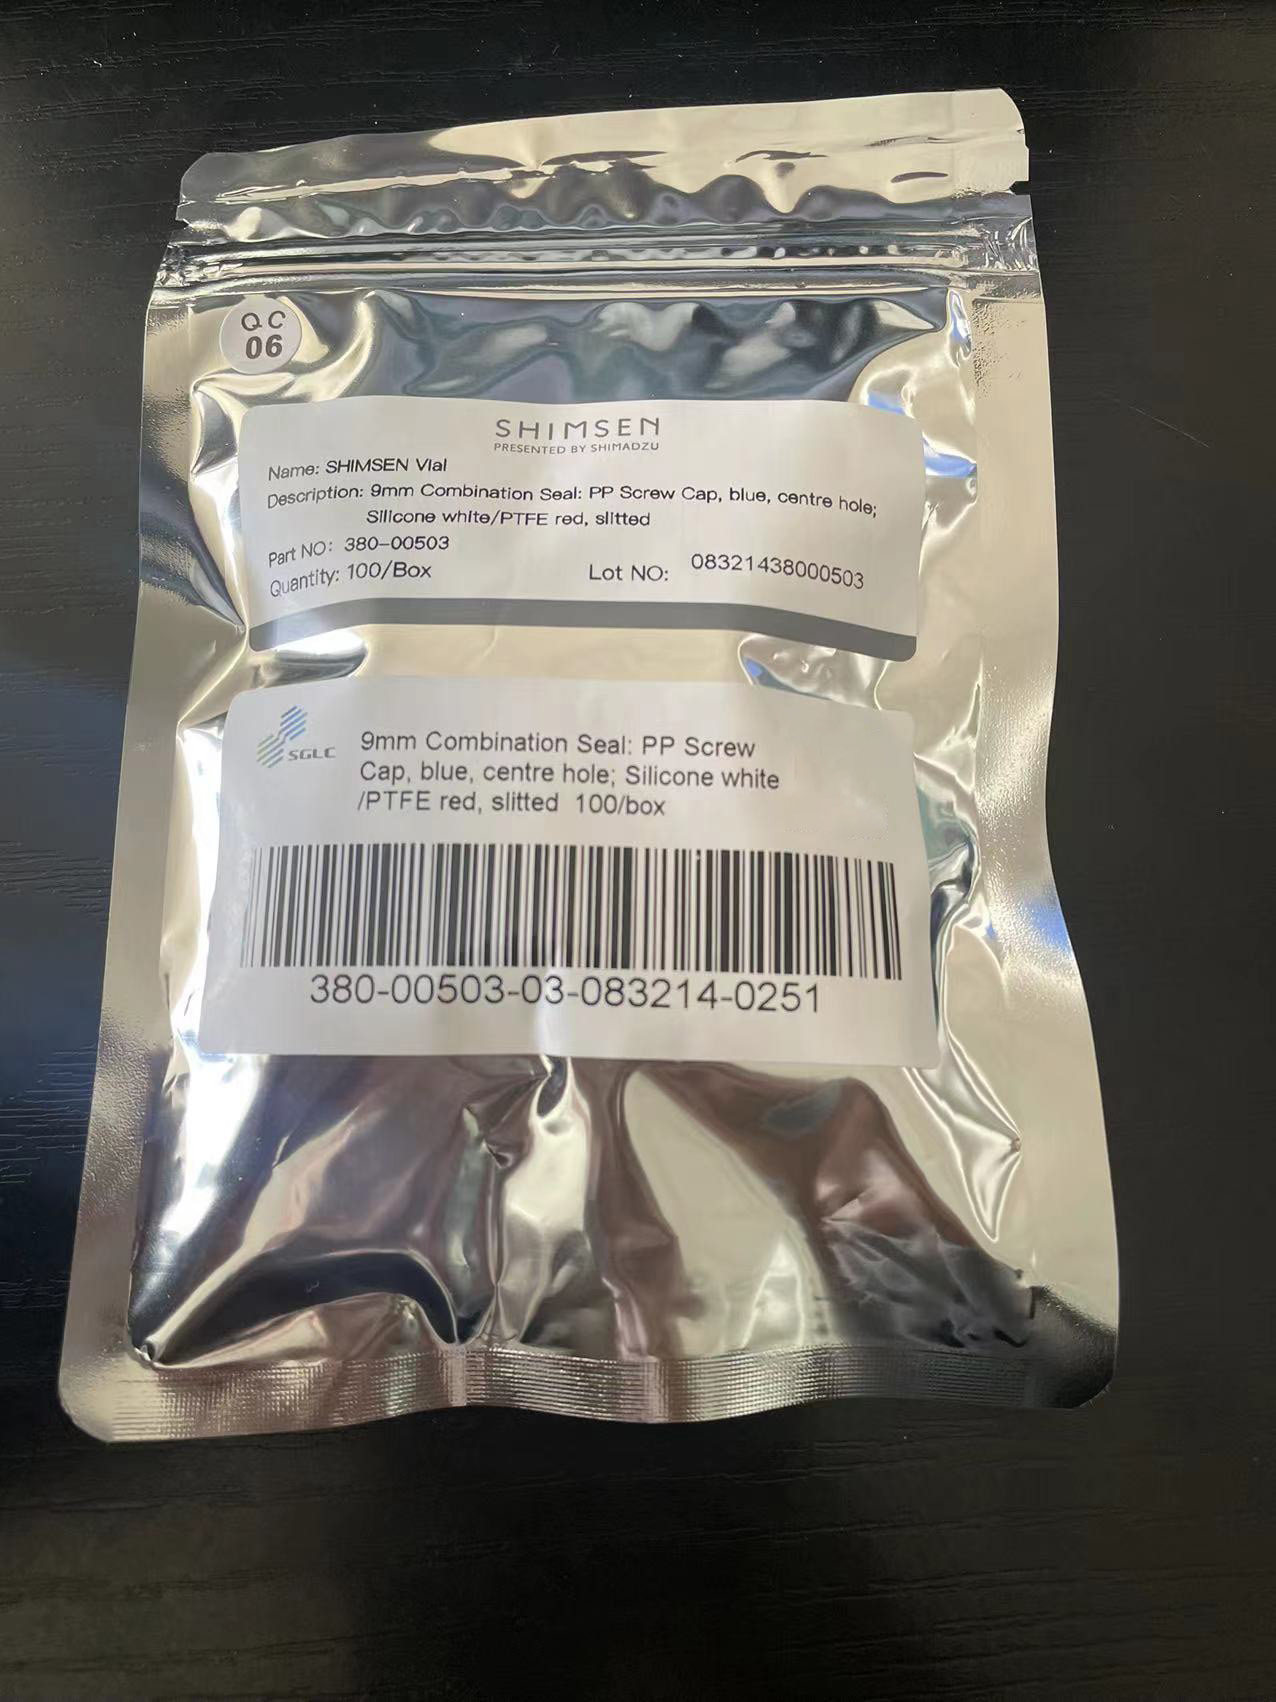 QC
06
SHIMSEN
PRESENTED BY SHIMADZU
Name: SHIMSEN Vial
Description: 9mm Combination Seal: PP Screw Cap, blue, centre hole;
Silicone white/PTFE red, slitted
Part NO: 380-00503
Quantity: 100/Box Lot NO: 08321438000503
SGLC
9mm Combination Seal: PP Screw
Cap, blue, centre hole; Silicone white
/PTFE red, slitted 100/box
380-00503-03-083214-0251